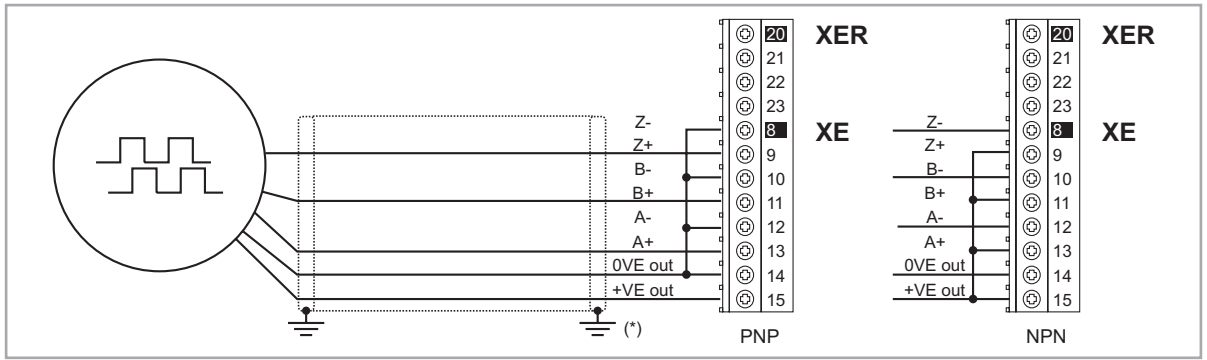 20 XER
21
22
23
Z- 8 XE
Z+ 9
B- 10
B+ 11
A- 12
A+ 13
0VE out 14
+VE out 15
(*)
PNP
20 XER
21
22
23
Z- 8 XE
Z+ 9
B- 10
B+ 11
A- 12
A+ 13
0VE out 14
+VE out 15
NPN